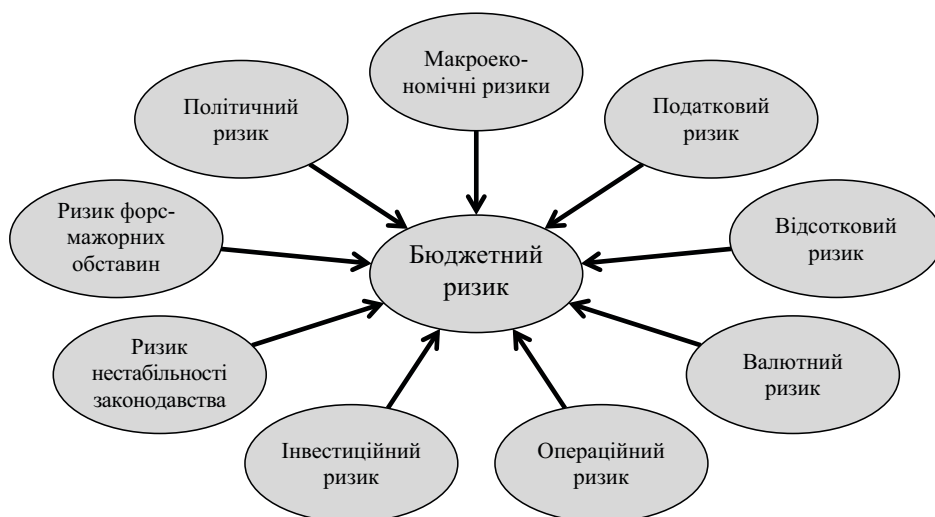 Макроеко-
номічні ризики
Політичний
ризик
Податковий
ризик
Ризик форс-
мажорних
обставин
Відсотковий
ризик
Бюджетний
ризик
Ризик
нестабільності
законодавства
Валютний
ризик
Інвестиційний
ризик
Операційний
ризик